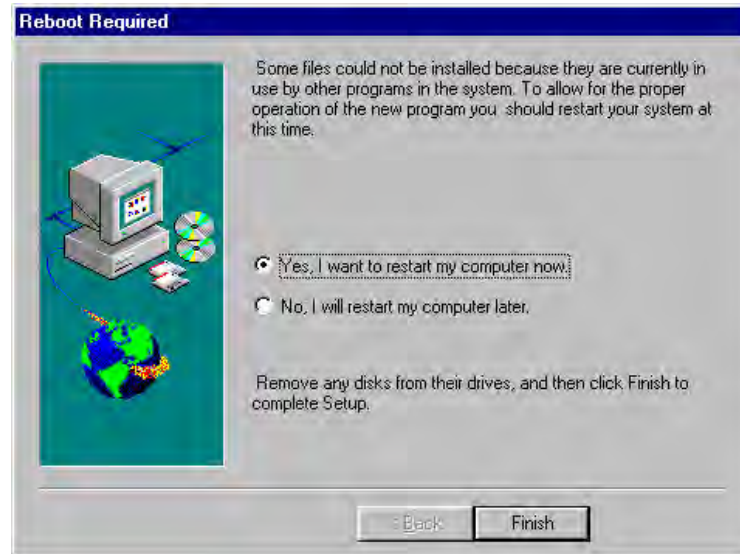 Reboot Required
Some files could not be installed because they are currently in
use by other programs in the system. To allow for the proper
operation of the new program you should restart your system at
this time.
Yes, I want to restart my computer now.
No, I will restart my computer later.
Remove any disks from their drives, and then click Finish to
complete Setup.
< Back
Finish